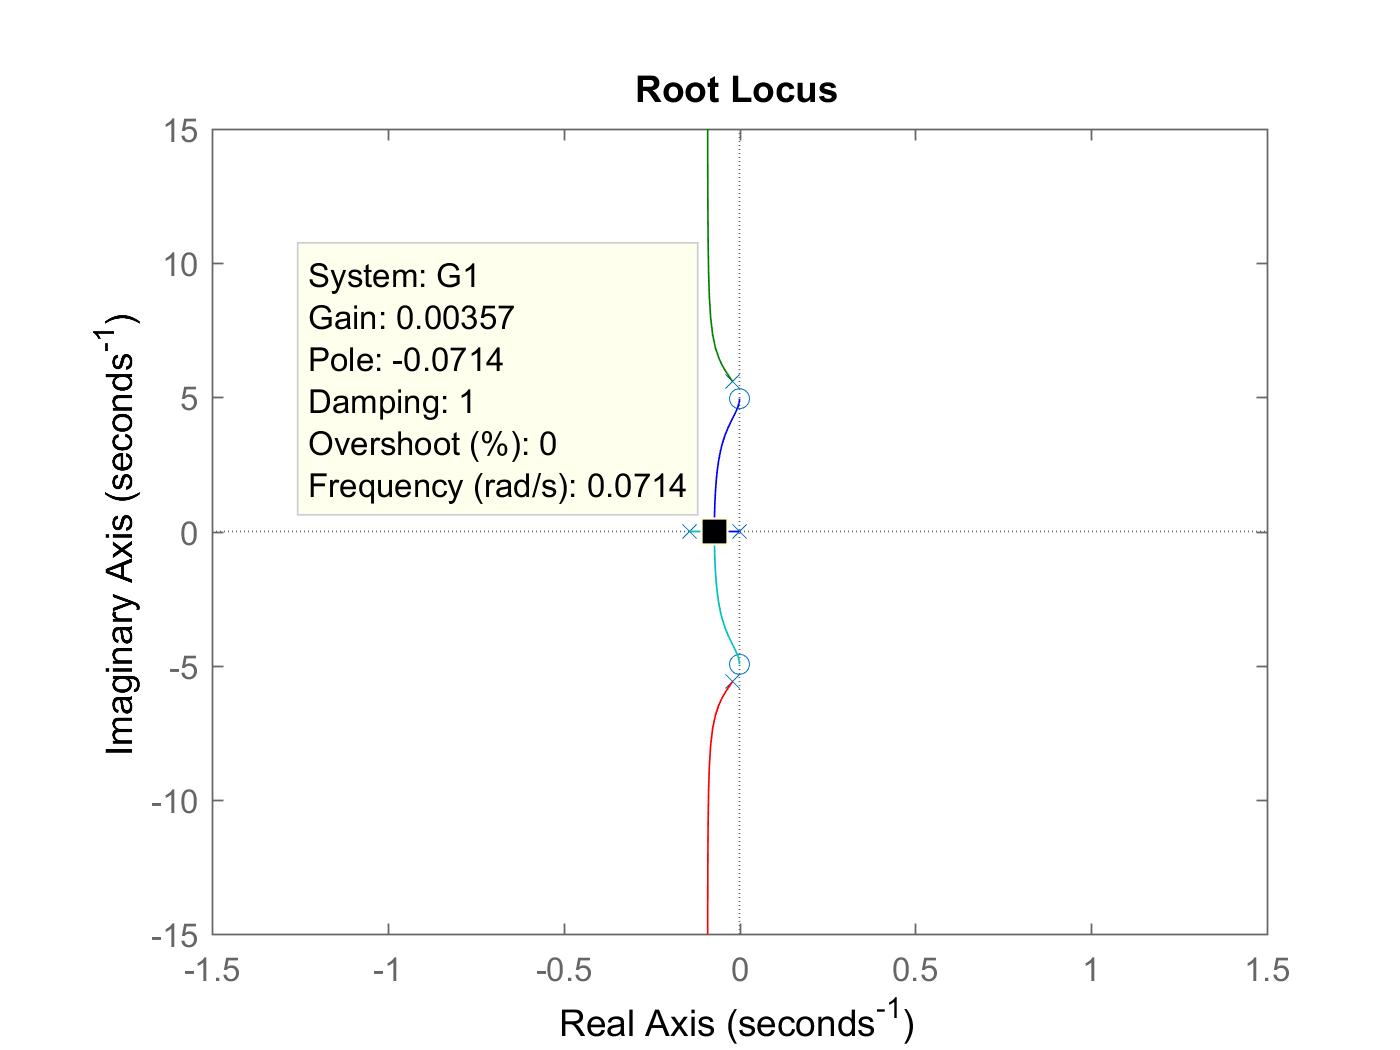 Root Locus
15
10
5
0
-5
-10
-15
Imaginary Axis (seconds⁻¹)
System: G1
Gain: 0.00357
Pole: -0.0714
Damping: 1
Overshoot (%): 0
Frequency (rad/s): 0.0714
-1.5 -1 -0.5 0 0.5 1 1.5
Real Axis (seconds⁻¹)